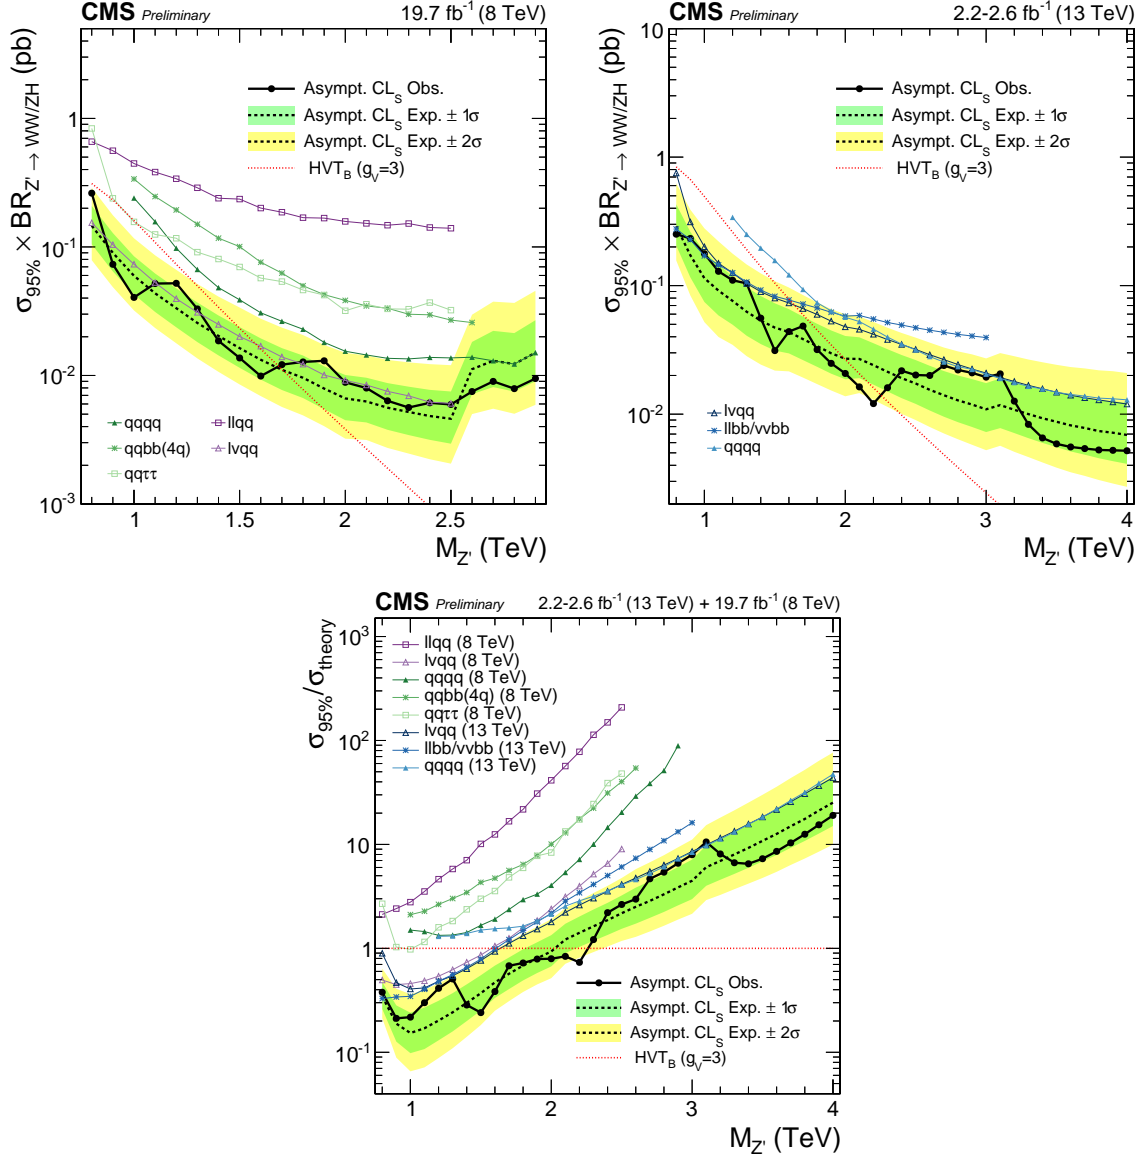 CMS Preliminary 19.7 fb⁻¹ (8 TeV)
σ95% × BRZ' → WW/ZH (pb)
Asympt. CLS Obs.
Asympt. CLS Exp. ± 1σ
Asympt. CLS Exp. ± 2σ
HVTB (gV=3)
1
10⁻¹
10⁻²
10⁻³
qqqq
llqq
qqbb(4q)
lνqq
qqττ
1 1.5 2 2.5
MZ' (TeV)
CMS Preliminary 2.2-2.6 fb⁻¹ (13 TeV)
σ95% × BRZ' → WW/ZH (pb)
10
1
10⁻¹
10⁻²
Asympt. CLS Obs.
Asympt. CLS Exp. ± 1σ
Asympt. CLS Exp. ± 2σ
HVTB (gV=3)
lνqq
llbb/ννbb
qqqq
1 2 3 4
MZ' (TeV)
CMS Preliminary 2.2-2.6 fb⁻¹ (13 TeV) + 19.7 fb⁻¹ (8 TeV)
σ95%/σtheory
10³
10²
10
1
10⁻¹
llqq (8 TeV)
lνqq (8 TeV)
qqqq (8 TeV)
qqbb(4q) (8 TeV)
qqττ (8 TeV)
lνqq (13 TeV)
llbb/ννbb (13 TeV)
qqqq (13 TeV)
Asympt. CLS Obs.
Asympt. CLS Exp. ± 1σ
Asympt. CLS Exp. ± 2σ
HVTB (gV=3)
1 2 3 4
MZ' (TeV)